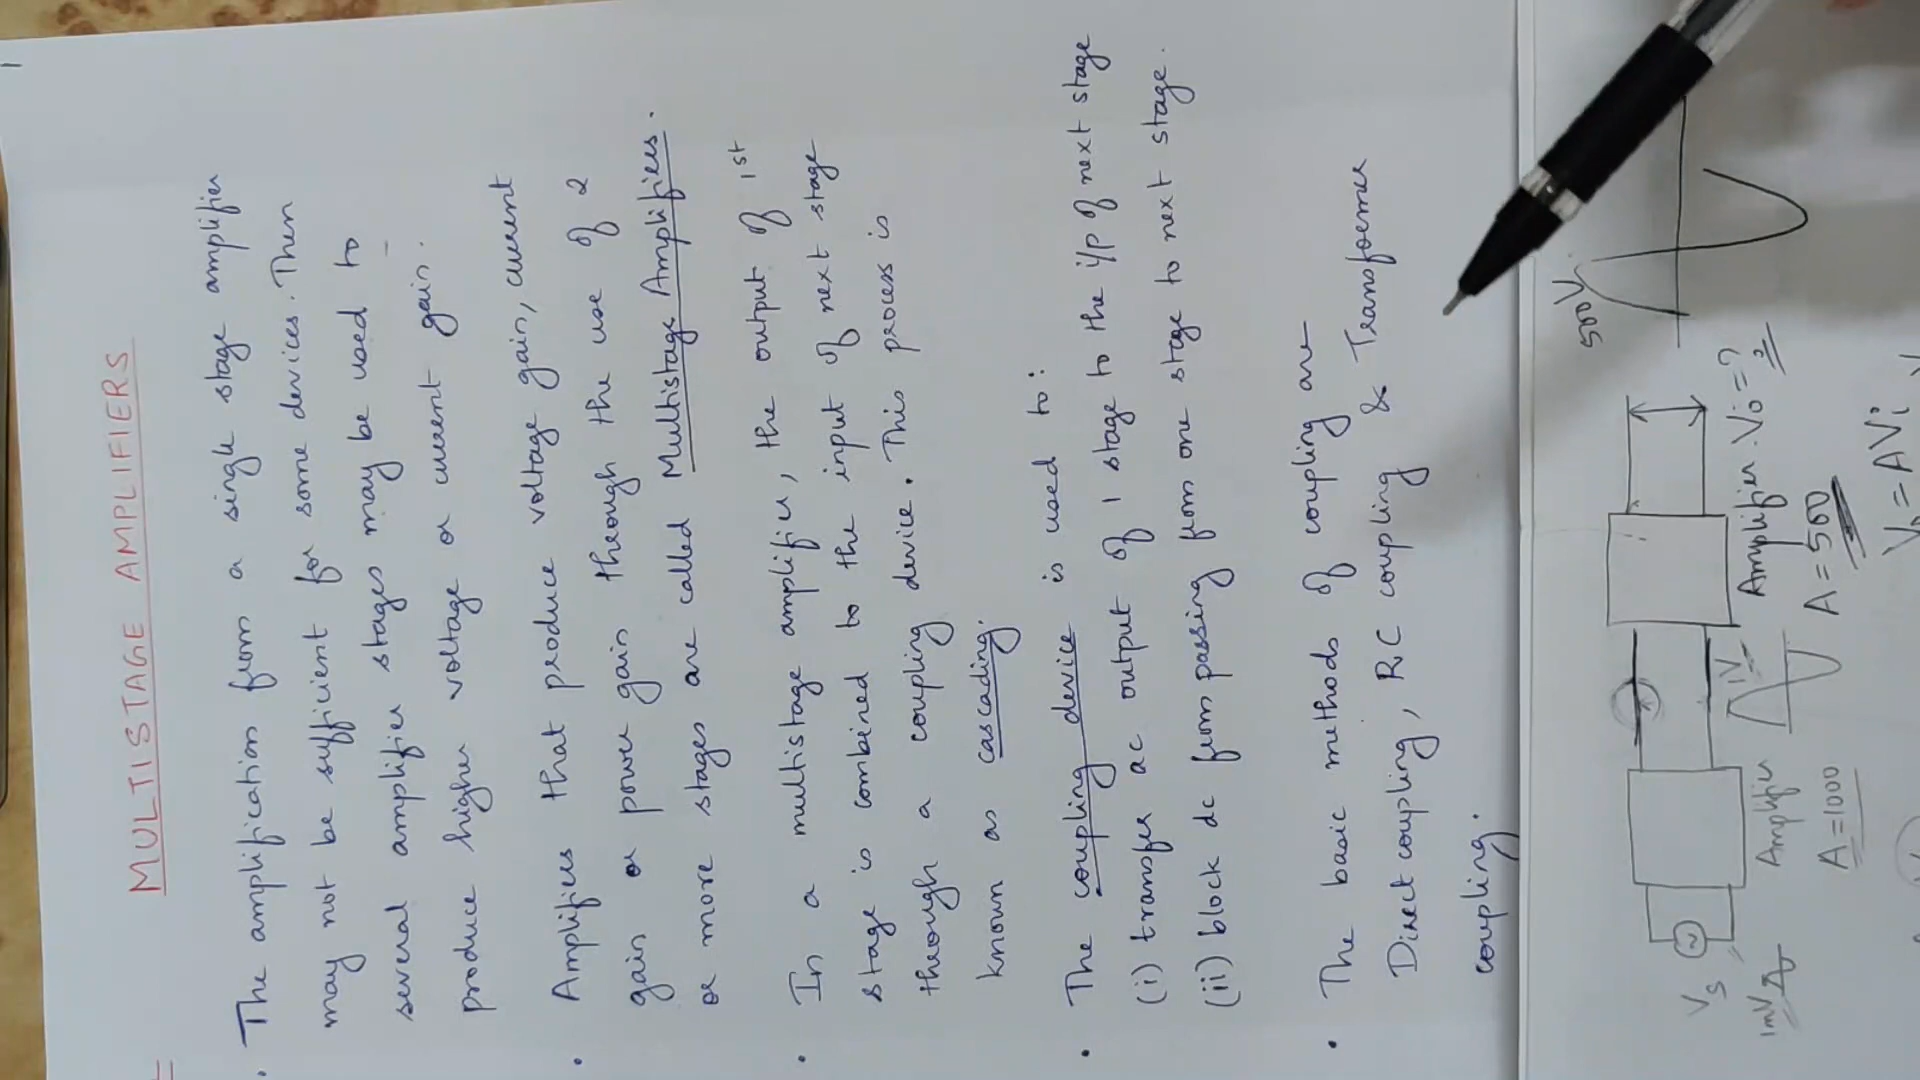 MULTISTAGE AMPLIFIERS
• The amplification from a single stage amplifier
may not be sufficient for some devices. Then
several amplifier stages may be used to
produce higher voltage or current gain.
• Amplifiers that produce voltage gain, current
gain or power gain through the use of 2
or more stages are called Multistage Amplifiers.
• In a multistage amplifier, the output of 1st
stage is combined to the input of next stage
through a coupling device. This process is
known as cascading.
• The coupling device is used to:
(i) transfer ac output of 1 stage to the i/p of next stage
(ii) block dc from passing from one stage to next stage.
• The basic methods of coupling are
Direct coupling, RC coupling & Transformer
coupling.
500V
1V
Vs
1mV
Amplifier
A=1000
Amplifier
A = 500
Vo = ?
Vo = AVi